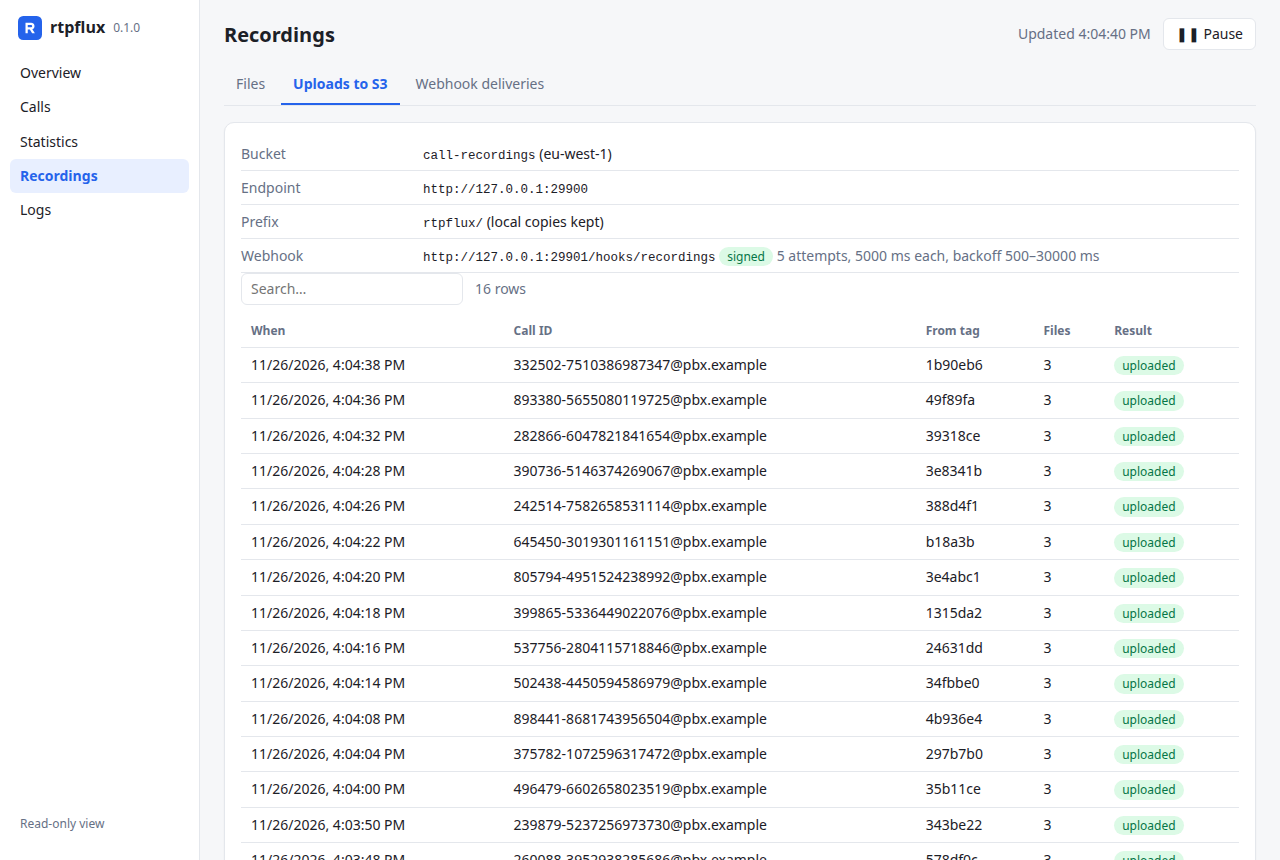 R rtpflux 0.1.0
Overview
Calls
Statistics
Recordings
Logs
Read-only view
Recordings
Updated 4:04:40 PM
Pause
Files Uploads to S3 Webhook deliveries
Bucket call-recordings (eu-west-1)
Endpoint http://127.0.0.1:29900
Prefix rtpflux/ (local copies kept)
Webhook http://127.0.0.1:29901/hooks/recordings signed 5 attempts, 5000 ms each, backoff 500–30000 ms
Search... 16 rows
When Call ID From tag Files Result
11/26/2026, 4:04:38 PM 332502-7510386987347@pbx.example 1b90eb6 3 uploaded
11/26/2026, 4:04:36 PM 893380-5655080119725@pbx.example 49f89fa 3 uploaded
11/26/2026, 4:04:32 PM 282866-6047821841654@pbx.example 39318ce 3 uploaded
11/26/2026, 4:04:28 PM 390736-5146374269067@pbx.example 3e8341b 3 uploaded
11/26/2026, 4:04:26 PM 242514-7582658531114@pbx.example 388d4f1 3 uploaded
11/26/2026, 4:04:22 PM 645450-3019301161151@pbx.example b18a3b 3 uploaded
11/26/2026, 4:04:20 PM 805794-4951524238992@pbx.example 3e4abc1 3 uploaded
11/26/2026, 4:04:18 PM 399865-5336449022076@pbx.example 1315da2 3 uploaded
11/26/2026, 4:04:16 PM 537756-2804115718846@pbx.example 24631dd 3 uploaded
11/26/2026, 4:04:14 PM 502438-4450594586979@pbx.example 34fbbe0 3 uploaded
11/26/2026, 4:04:08 PM 898441-8681743956504@pbx.example 4b936e4 3 uploaded
11/26/2026, 4:04:04 PM 375782-1072596317472@pbx.example 297b7b0 3 uploaded
11/26/2026, 4:04:00 PM 496479-6602658023519@pbx.example 35b11ce 3 uploaded
11/26/2026, 4:03:50 PM 239879-5237256973730@pbx.example 343be22 3 uploaded
11/26/2026, 4:03:48 PM 3 uploaded